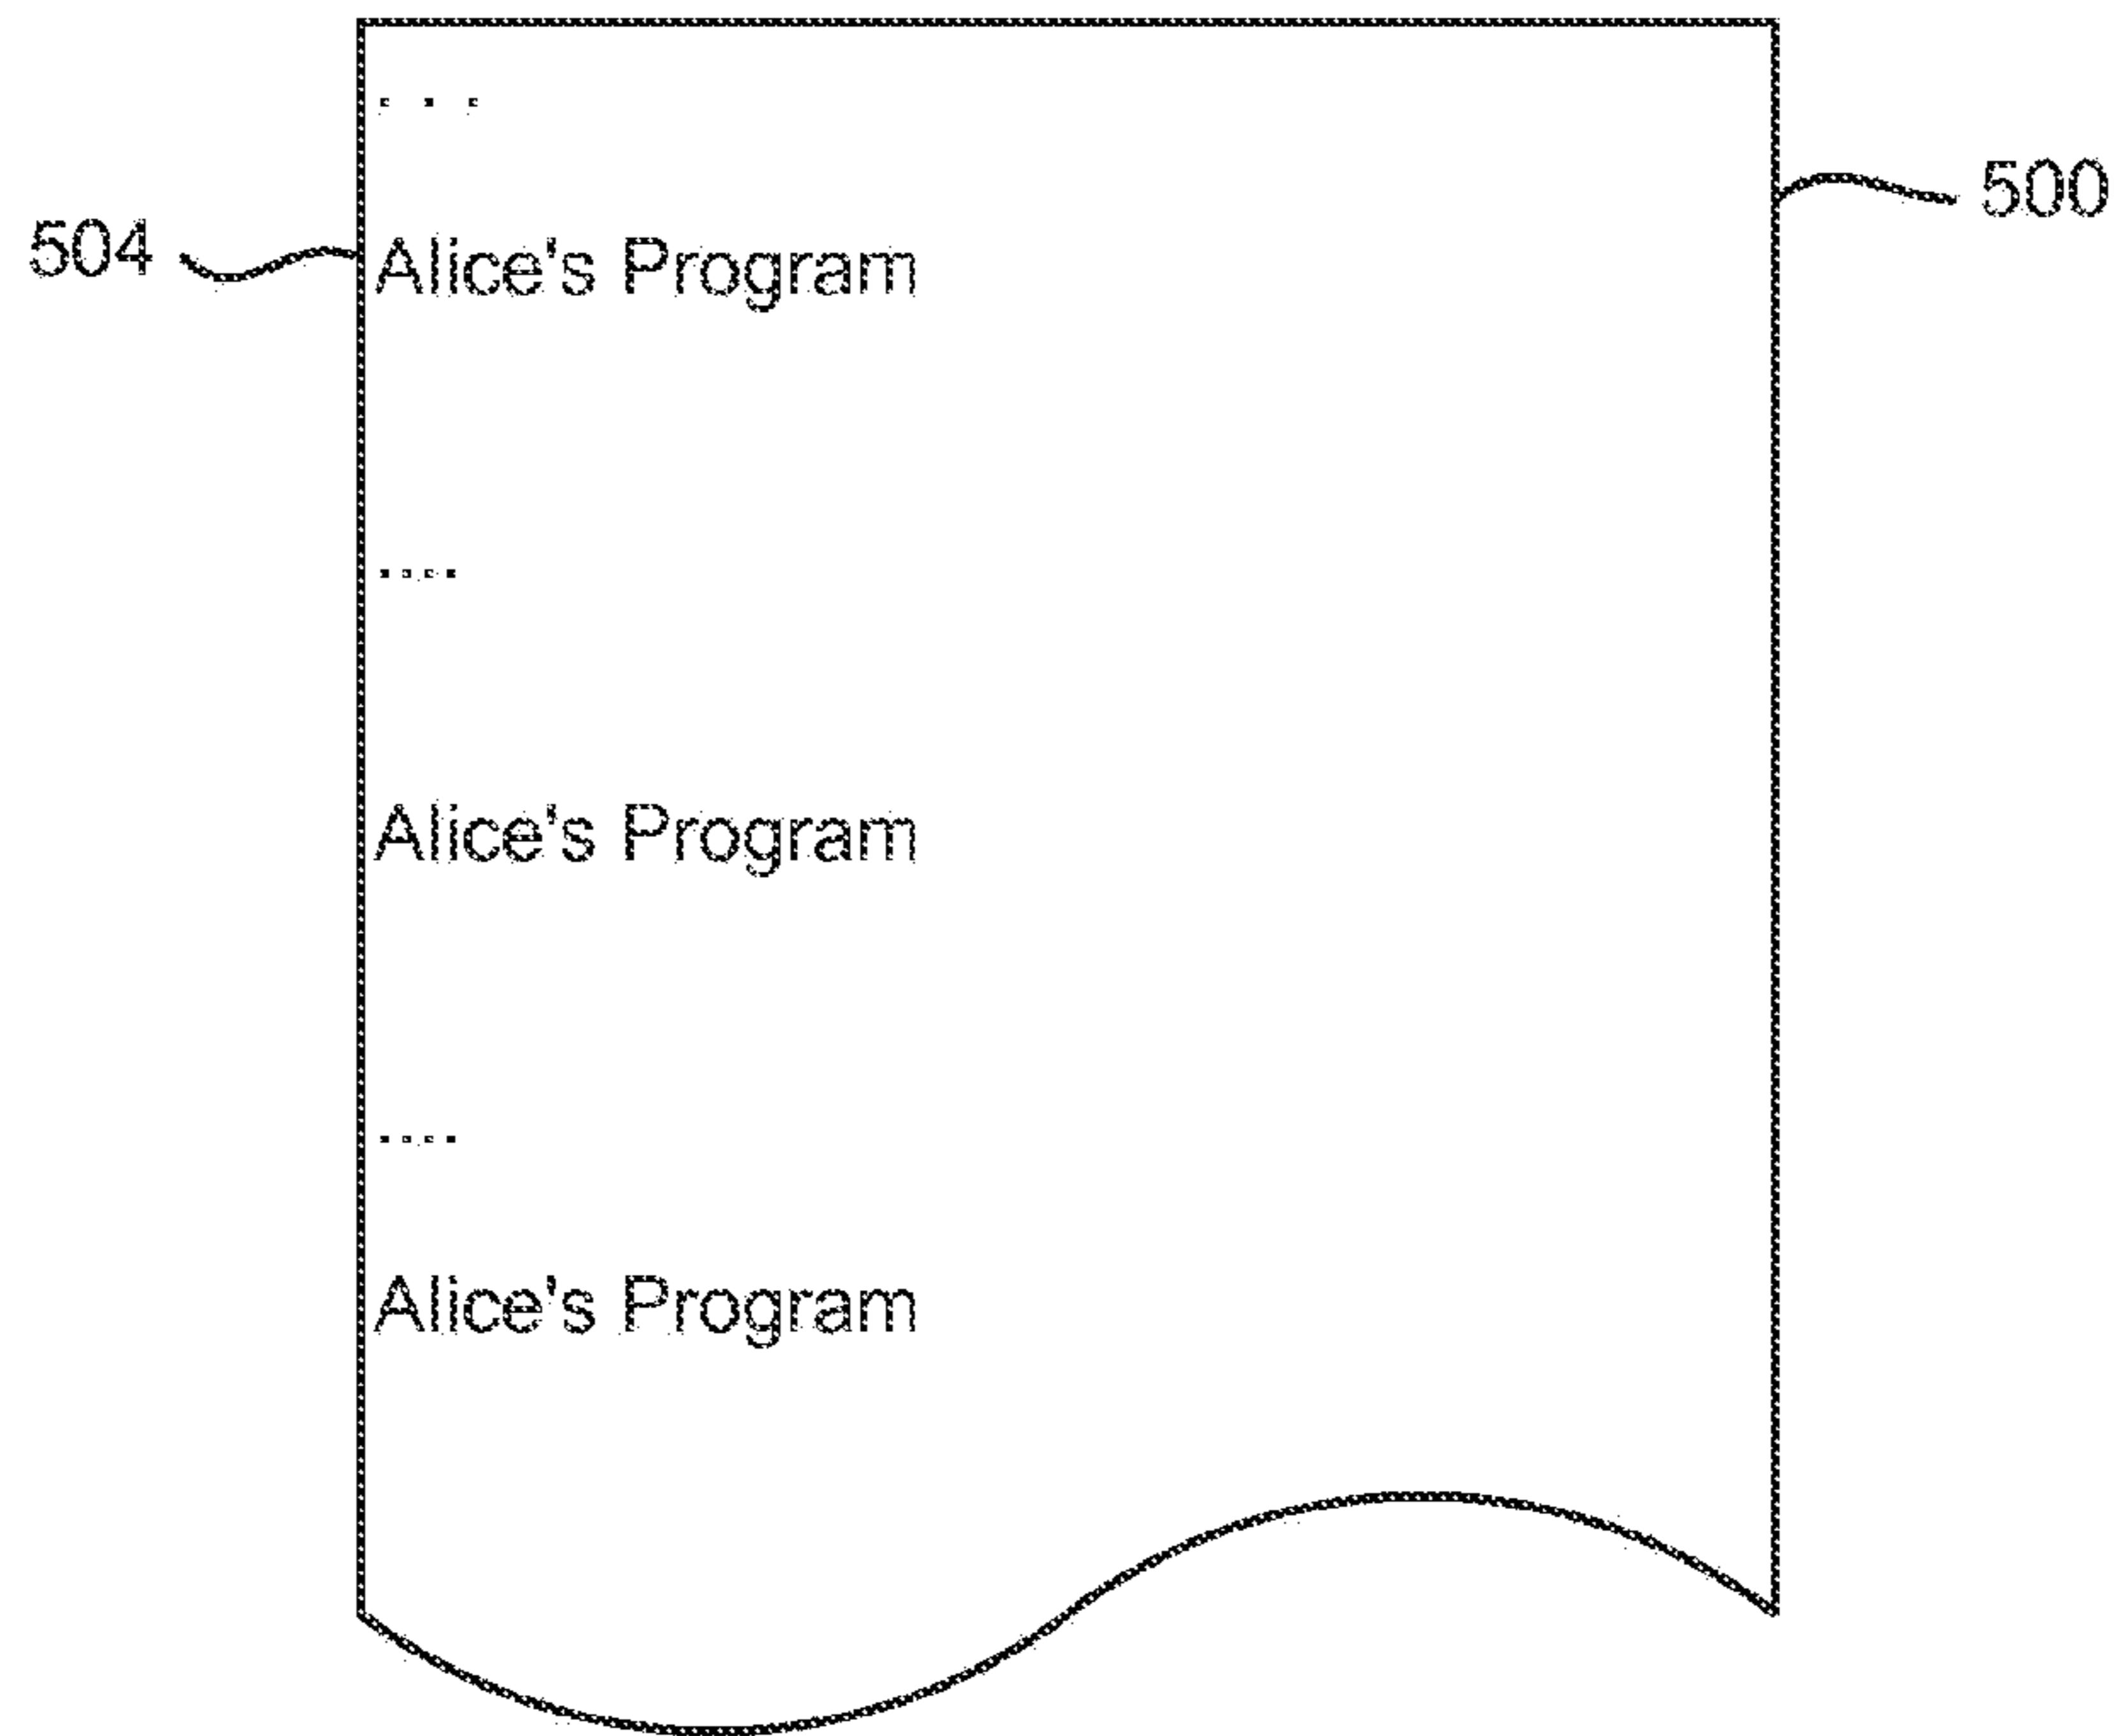 . . .
500
504
Alice's Program
....
Alice's Program
....
Alice's Program